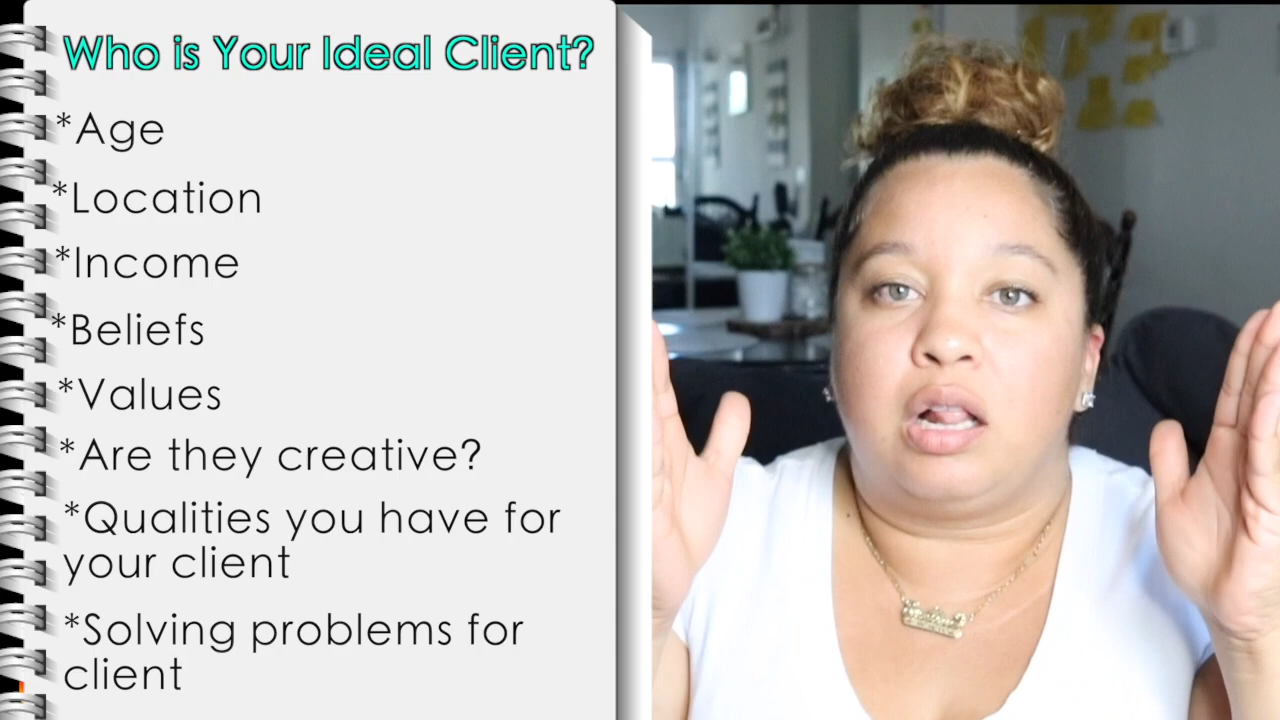 Who is Your Ideal Client?
*Age
*Location
*Income
*Beliefs
*Values
*Are they creative?
*Qualities you have for
your client
*Solving problems for
client